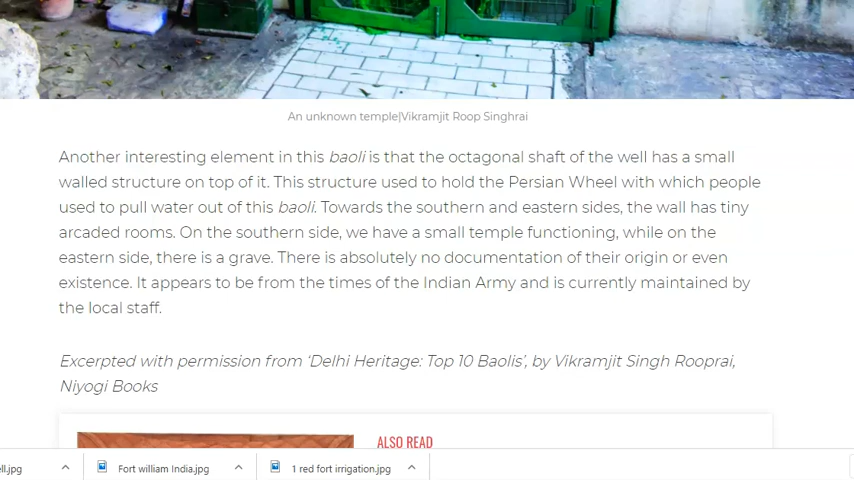 An unknown temple|Vikramjit Roop Singhrai
Another interesting element in this baoli is that the octagonal shaft of the well has a small
walled structure on top of it. This structure used to hold the Persian Wheel with which people
used to pull water out of this baoli. Towards the southern and eastern sides, the wall has tiny
arcaded rooms. On the southern side, we have a small temple functioning, while on the
eastern side, there is a grave. There is absolutely no documentation of their origin or even
existence. It appears to be from the times of the Indian Army and is currently maintained by
the local staff.
Excerpted with permission from ‘Delhi Heritage: Top 10 Baolis’, by Vikramjit Singh Rooprai,
Niyogi Books
ALSO READ
ell.jpg Fort william India.jpg 1 red fort irrigation.jpg